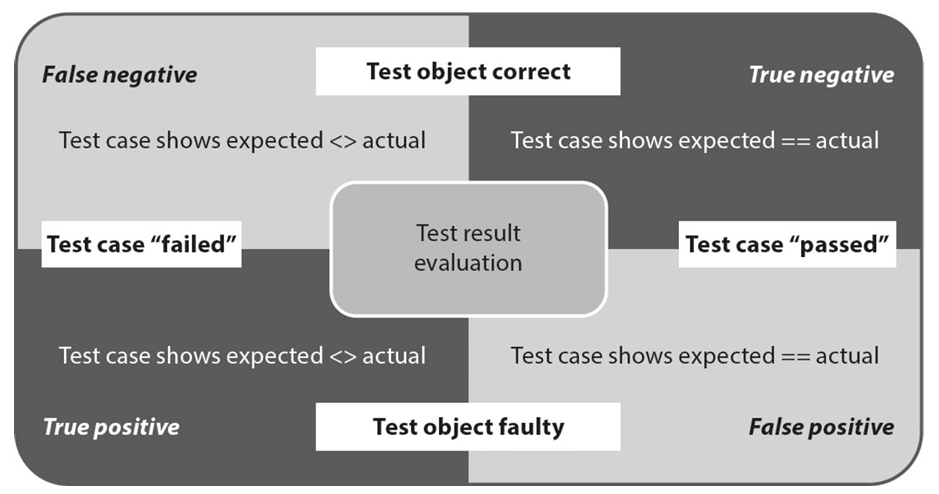 False negative
Test object correct
True negative
Test case shows expected <> actual
Test case shows expected == actual
Test result
evaluation
Test case “failed”
Test case “passed”
Test case shows expected <> actual
Test case shows expected == actual
True positive
Test object faulty
False positive